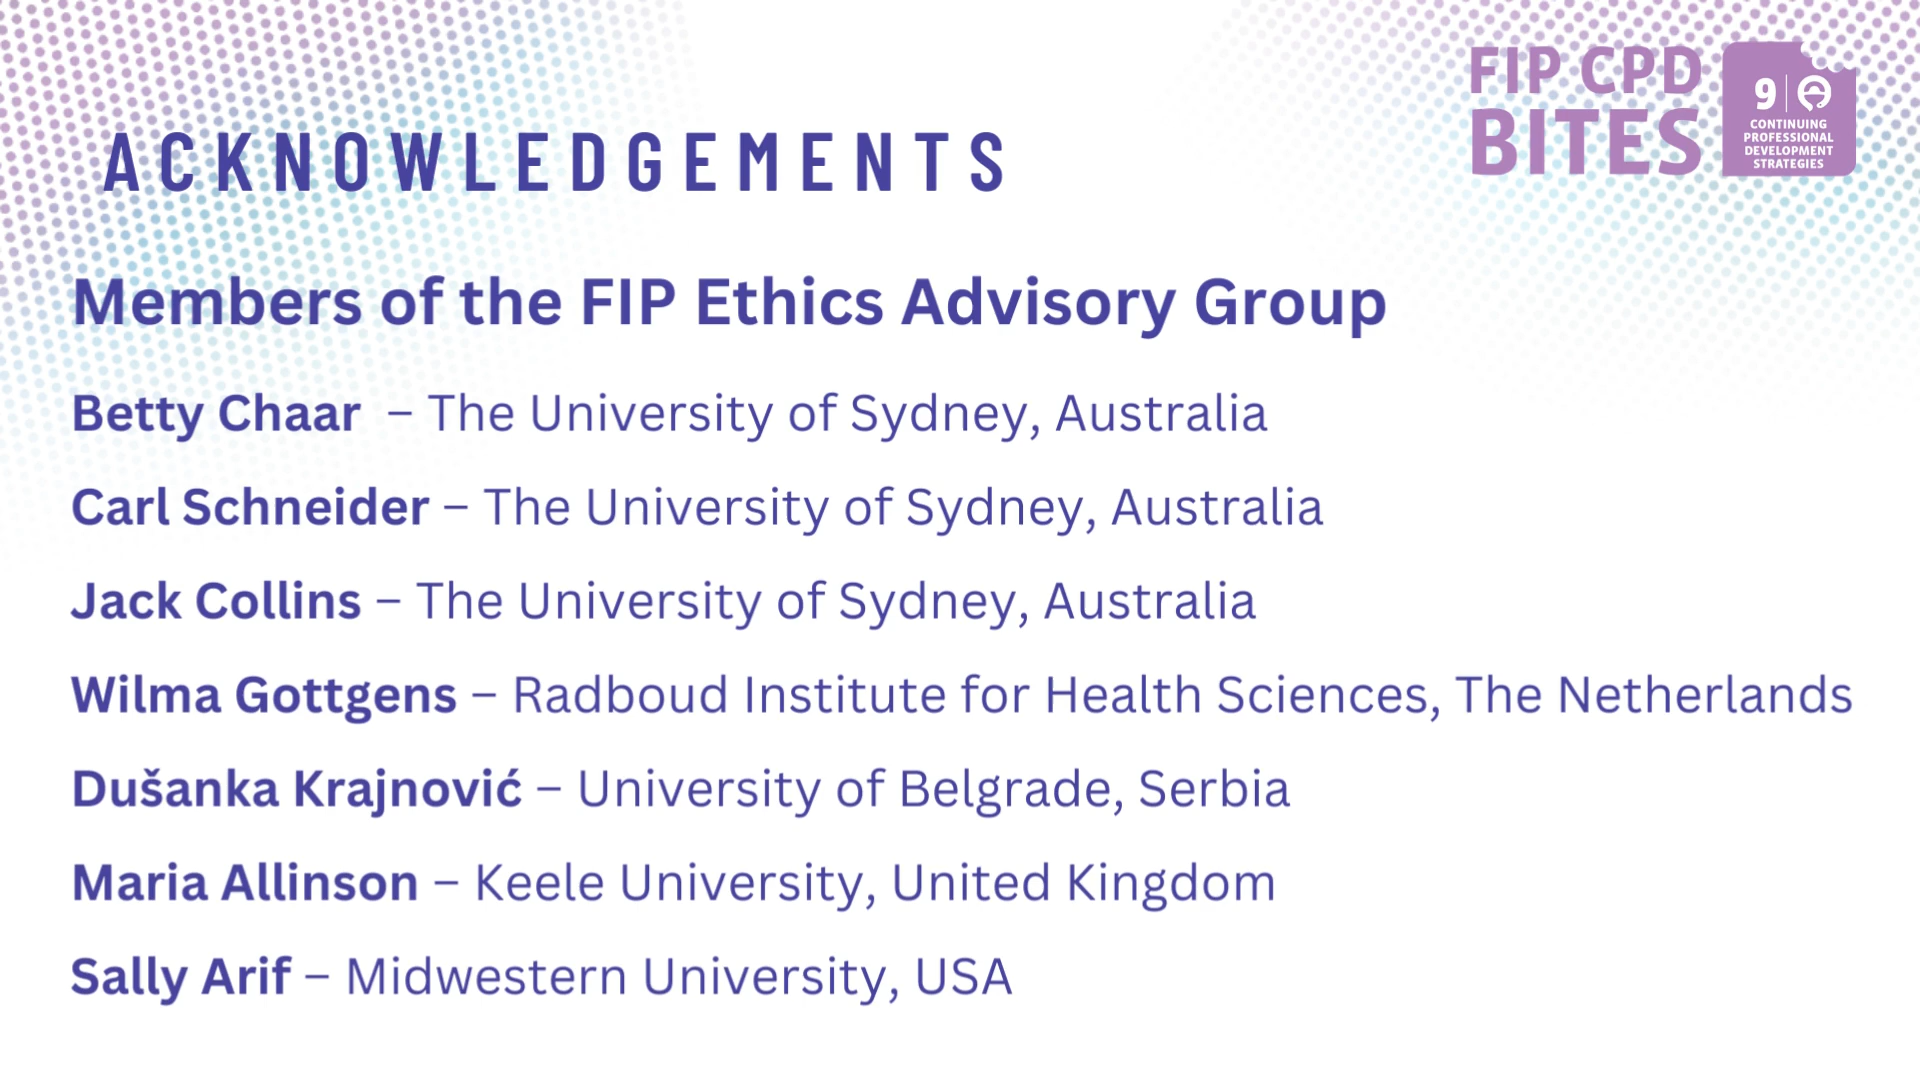 FIP CPD
BITES
9
CONTINUING
PROFESSIONAL
DEVELOPMENT
STRATEGIES
ACKNOWLEDGEMENTS
Members of the FIP Ethics Advisory Group
Betty Chaar – The University of Sydney, Australia
Carl Schneider – The University of Sydney, Australia
Jack Collins – The University of Sydney, Australia
Wilma Gottgens – Radboud Institute for Health Sciences, The Netherlands
Dušanka Krajnović – University of Belgrade, Serbia
Maria Allinson – Keele University, United Kingdom
Sally Arif – Midwestern University, USA